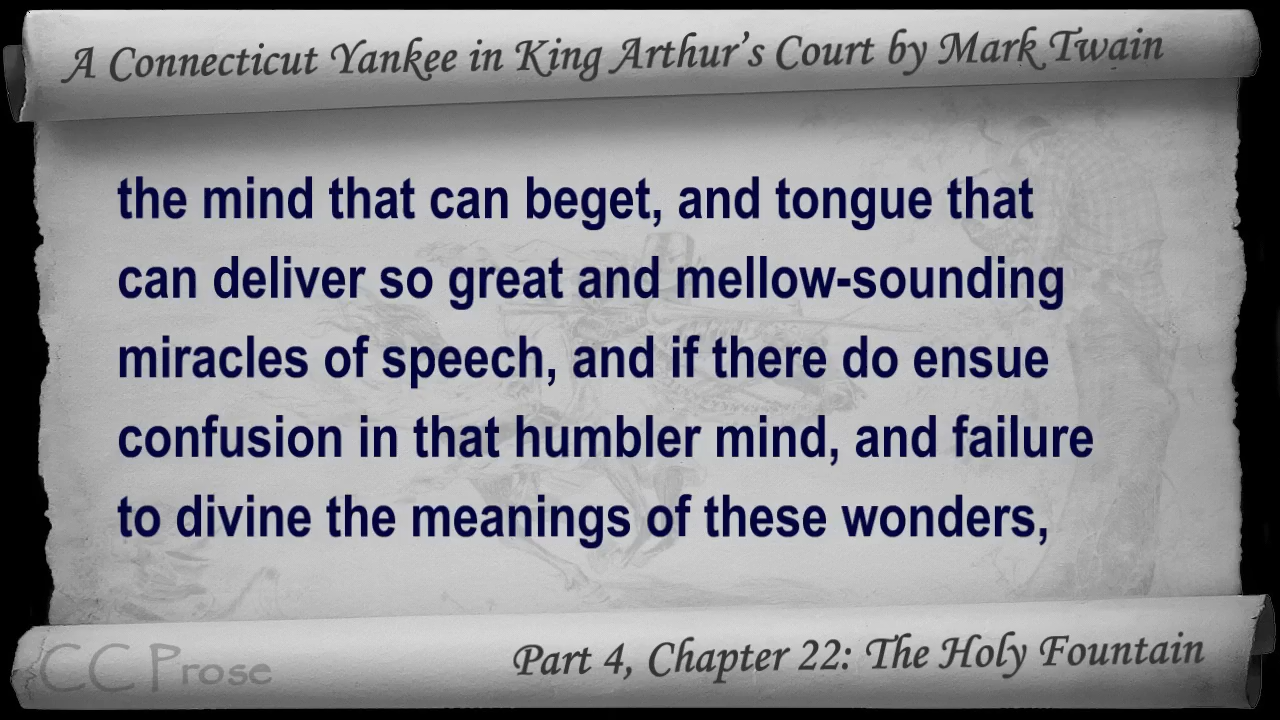 A Connecticut Yankee in King Arthur's Court by Mark Twain
the mind that can beget, and tongue that
can deliver so great and mellow-sounding
miracles of speech, and if there do ensue
confusion in that humbler mind, and failure
to divine the meanings of these wonders,
CC Prose
Part 4, Chapter 22: The Holy Fountain